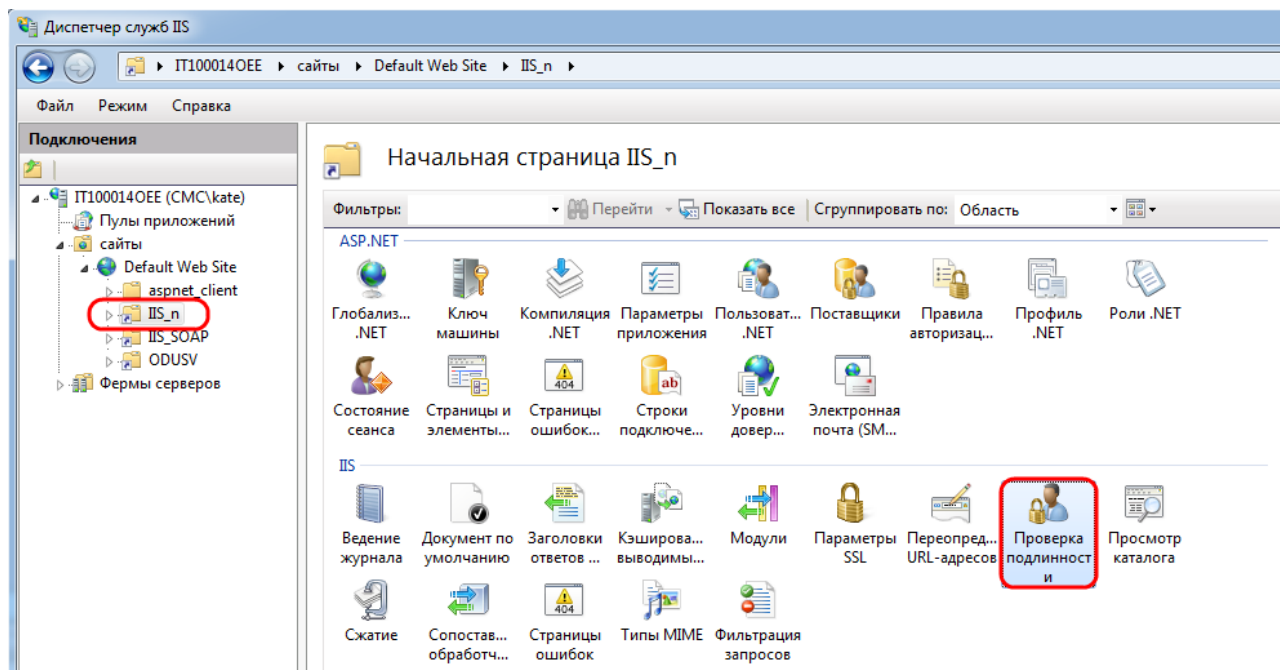 Диспетчер служб IIS
IT100014OEE сайты Default Web Site IIS_n
Файл Режим Справка
Подключения
IT100014OEE (CMC\kate)
Пулы приложений
сайты
Default Web Site
aspnet_client
IIS_n
IIS_SOAP
ODUSV
Фермы серверов
Начальная страница IIS_n
Фильтры: Перейти Показать все Сгруппировать по: Область
ASP.NET
Глобализ... Ключ Компиляция Параметры Пользоват... Поставщики Правила Профиль Роли .NET
.NET машины .NET приложения .NET авторизац... .NET
404
ab
Состояние Страницы и Страницы Строки Уровни Электронная
сеанса элементы... ошибок... подключе... довер... почта (SM...
IIS
Ведение Документ по Заголовки Кэширова... Модули Параметры Переопред... Проверка Просмотр
журнала умолчанию ответов ... выводимы... SSL URL-адресов подлинност каталога
и
404
Сжатие Сопостав... Страницы Типы MIME Фильтрация
обработч... ошибок запросов